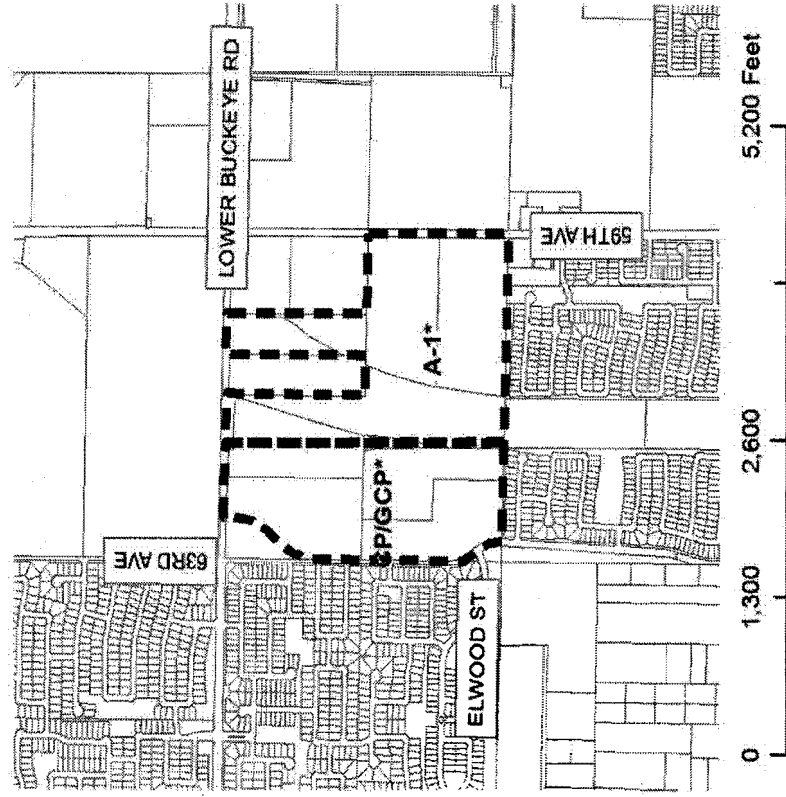 LOWER BUCKEYE RD
63RD AVE
59TH AVE
A-1*
CP/GCP*
ELWOOD ST
0 1,300 2,600 5,200 Feet